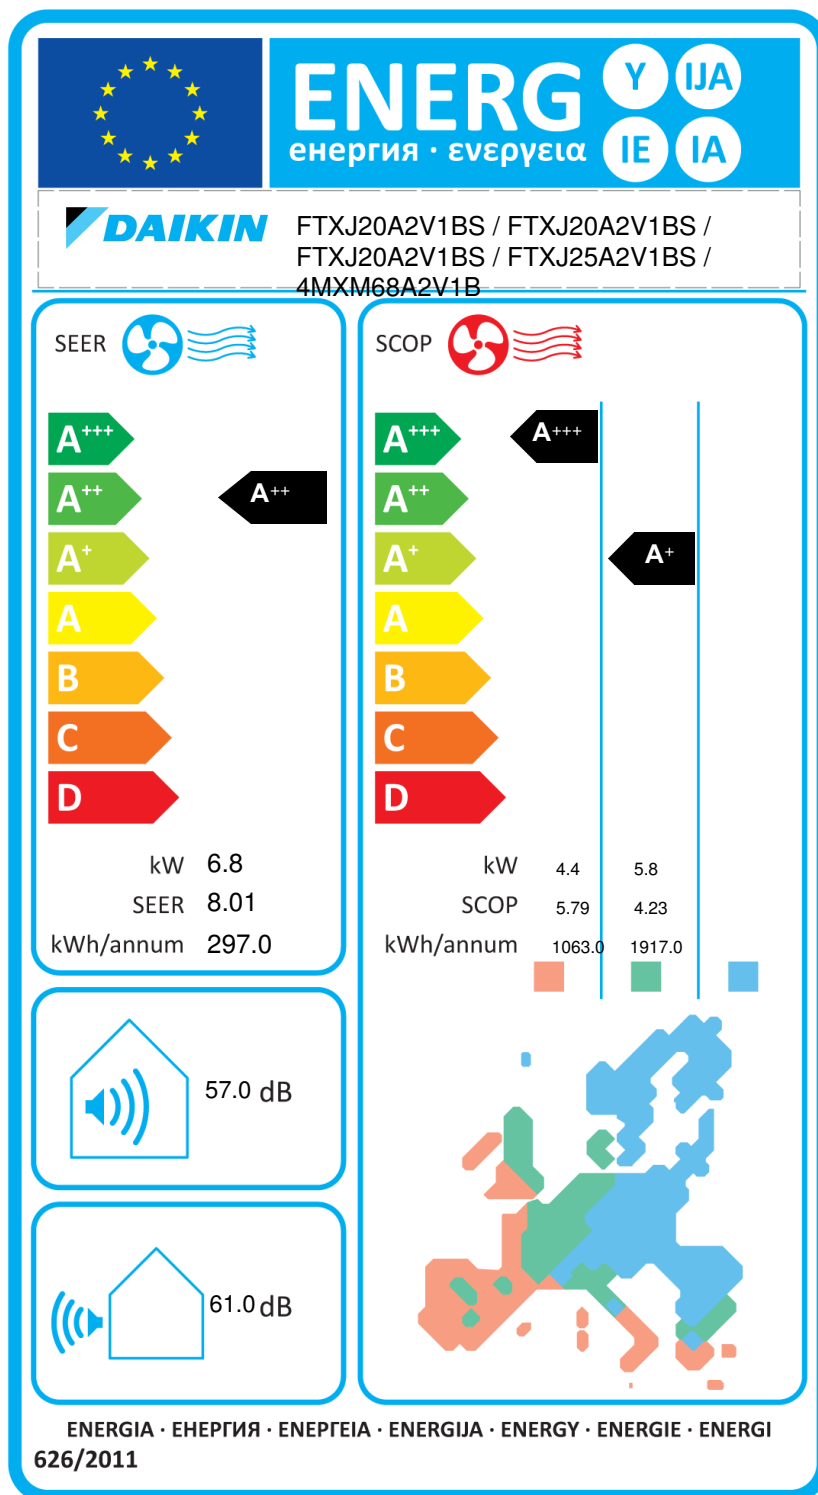 ENERG
енергия · ενεργεια
Y IJA
IE IA
DAIKIN
FTXJ20A2V1BS / FTXJ20A2V1BS /
FTXJ20A2V1BS / FTXJ25A2V1BS /
4MXM68A2V1B
SEER
A+++
A++
A+
A
B
C
D
A++
kW 6.8
SEER 8.01
kWh/annum 297.0
SCOP
A+++
A++
A+
A
B
C
D
A+++
A+
kW 4.4 5.8
SCOP 5.79 4.23
kWh/annum 1063.0 1917.0
57.0 dB
61.0 dB
ENERGIA · ЕНЕРГИЯ · ΕΝΕΡΓΕΙΑ · ENERGIJA · ENERGY · ENERGIE · ENERGI
626/2011